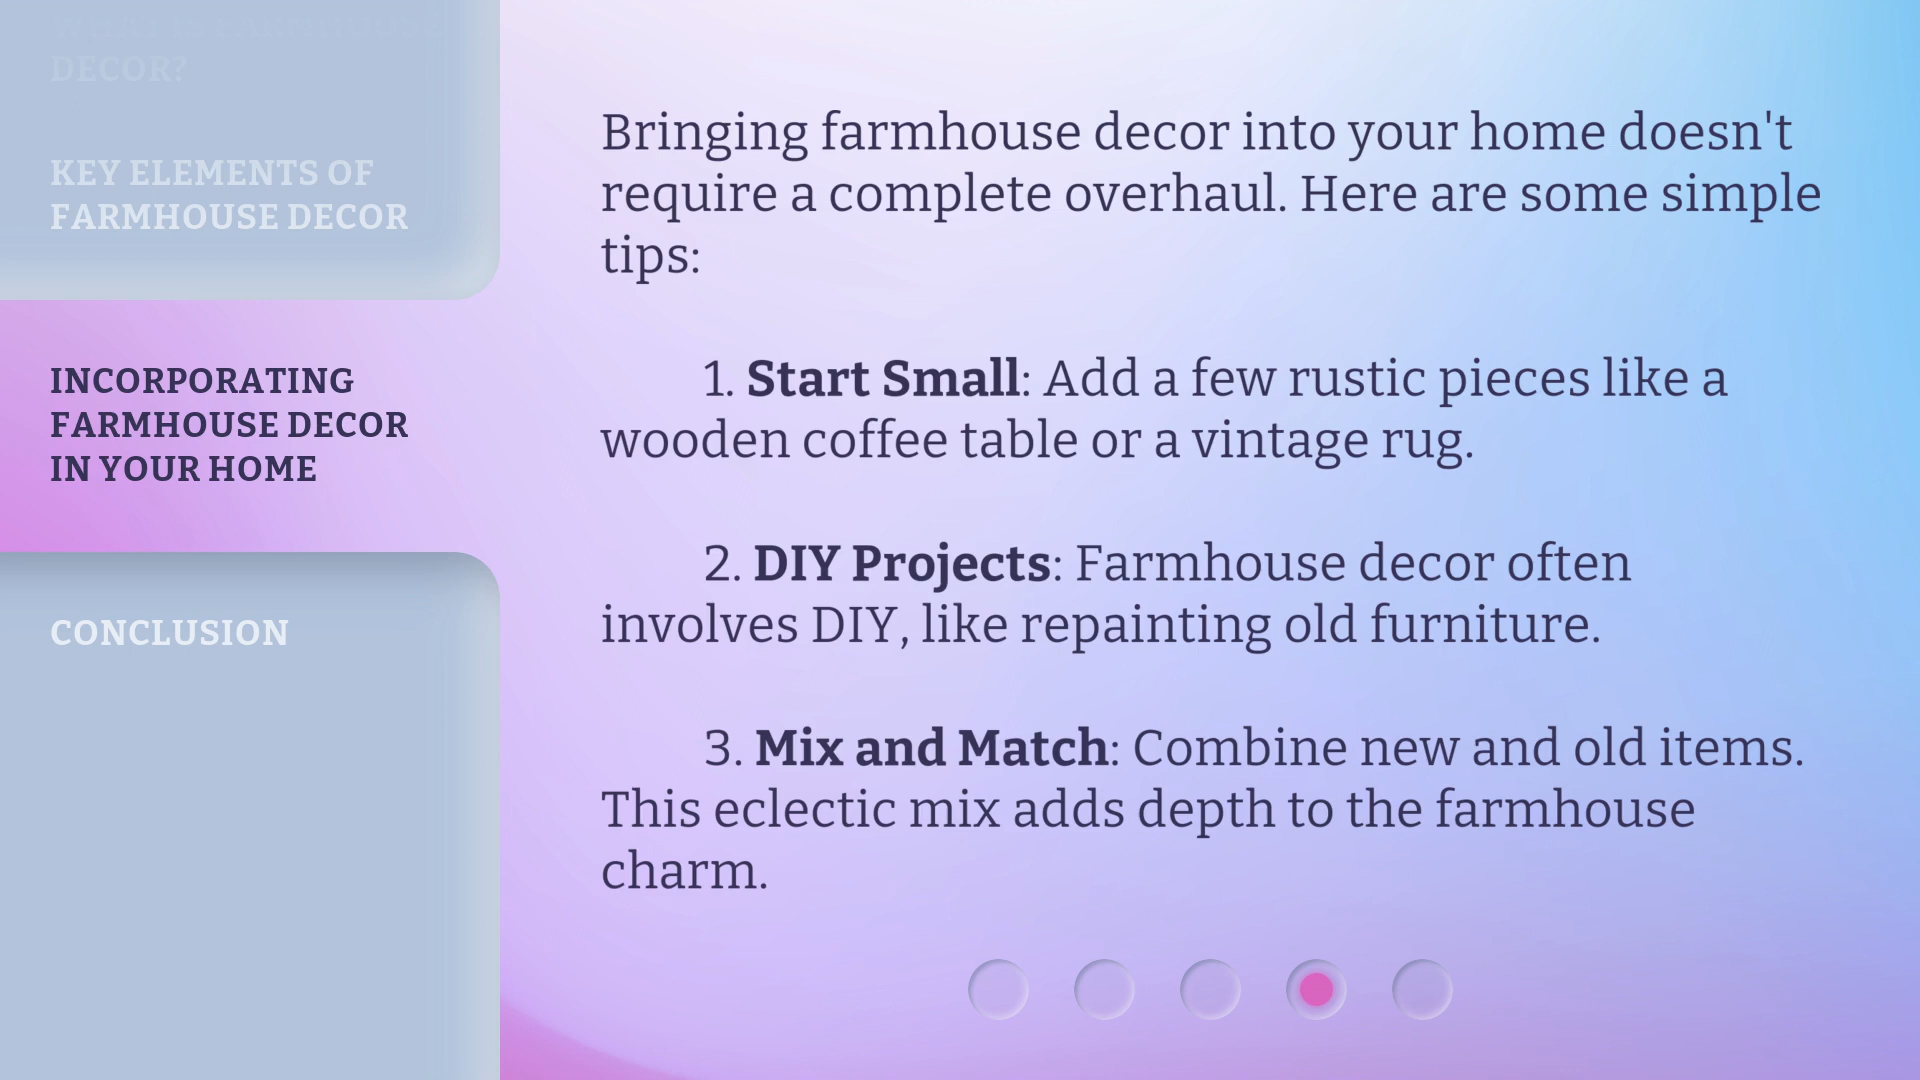 WHAT IS FARMHOUSE
DECOR?
KEY ELEMENTS OF
FARMHOUSE DECOR
INCORPORATING
FARMHOUSE DECOR
IN YOUR HOME
CONCLUSION
Bringing farmhouse decor into your home doesn't
require a complete overhaul. Here are some simple
tips:
1. Start Small: Add a few rustic pieces like a
wooden coffee table or a vintage rug.
2. DIY Projects: Farmhouse decor often
involves DIY, like repainting old furniture.
3. Mix and Match: Combine new and old items.
This eclectic mix adds depth to the farmhouse
charm.